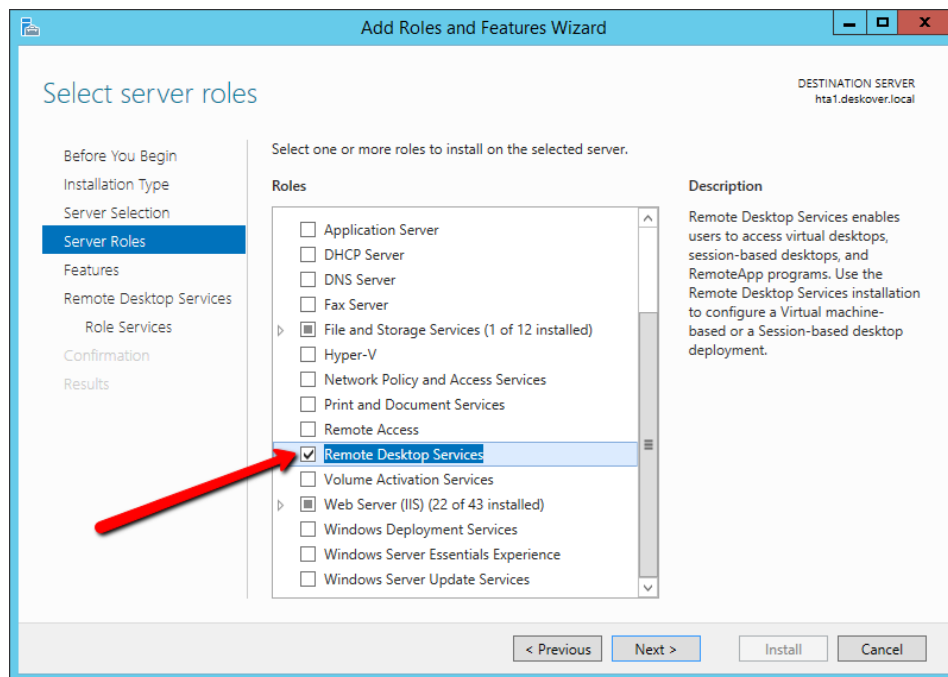 Add Roles and Features Wizard
Select server roles
DESTINATION SERVER
hta1.deskover.local
Before You Begin
Installation Type
Server Selection
Server Roles
Features
Remote Desktop Services
Role Services
Confirmation
Results
Select one or more roles to install on the selected server.
Roles
Application Server
DHCP Server
DNS Server
Fax Server
File and Storage Services (1 of 12 installed)
Hyper-V
Network Policy and Access Services
Print and Document Services
Remote Access
Remote Desktop Services
Volume Activation Services
Web Server (IIS) (22 of 43 installed)
Windows Deployment Services
Windows Server Essentials Experience
Windows Server Update Services
Description
Remote Desktop Services enables
users to access virtual desktops,
session-based desktops, and
RemoteApp programs. Use the
Remote Desktop Services installation
to configure a Virtual machine-
based or a Session-based desktop
deployment.
< Previous
Next >
Install
Cancel